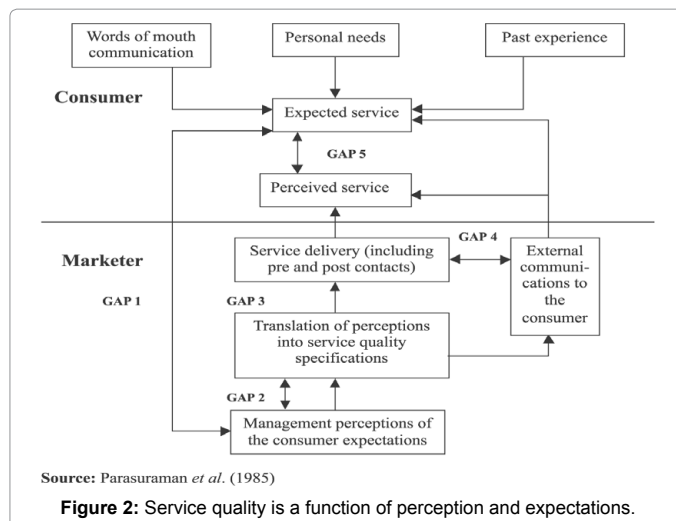 Words of mouth
communication
Personal needs
Past experience
Consumer
Expected service
GAP 5
Perceived service
Marketer
Service delivery (including
pre and post contacts)
GAP 4
External
communi-
cations to
the
consumer
GAP 1
GAP 3
Translation of perceptions
into service quality
specifications
GAP 2
Management perceptions of
the consumer expectations
Source: Parasuraman et al. (1985)
Figure 2: Service quality is a function of perception and expectations.